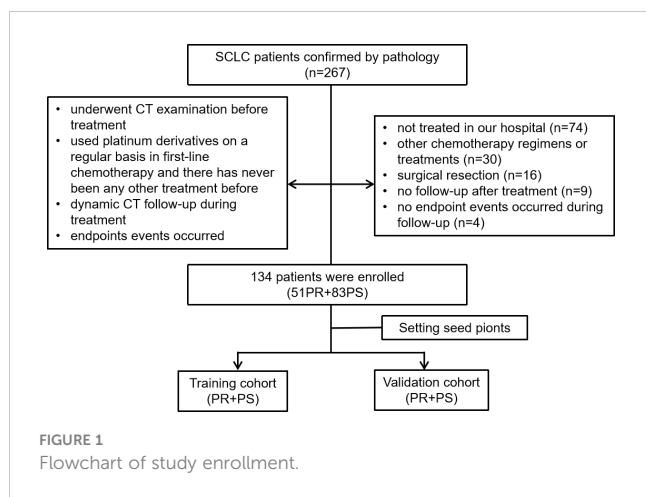 SCLC patients confirmed by pathology
(n=267)
• underwent CT examination before
treatment
• used platinum derivatives on a
regular basis in first-line
chemotherapy and there has never
been any other treatment before
• dynamic CT follow-up during
treatment
• endpoints events occurred
• not treated in our hospital (n=74)
• other chemotherapy regimens or
treatments (n=30)
• surgical resection (n=16)
• no follow-up after treatment (n=9)
• no endpoint events occurred during
follow-up (n=4)
134 patients were enrolled
(51PR+83PS)
Setting seed pionts
Training cohort
(PR+PS)
Validation cohort
(PR+PS)
FIGURE 1
Flowchart of study enrollment.